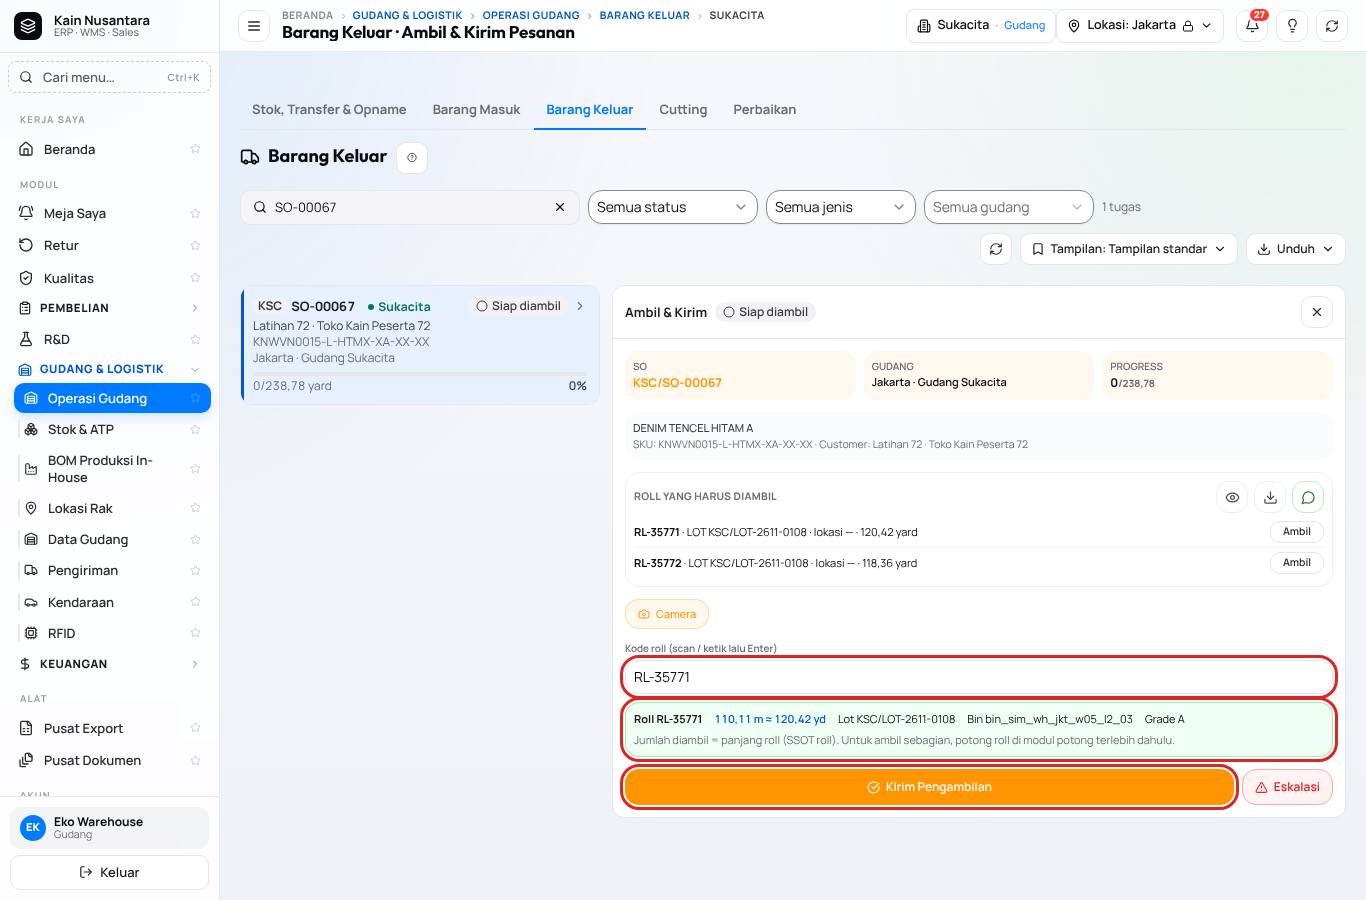 Kain Nusantara
ERP · WMS · Sales
Cari menu... Ctrl+K
KERJA SAYA
Beranda
MODUL
Meja Saya
Retur
Kualitas
PEMBELIAN
R&D
GUDANG & LOGISTIK
Operasi Gudang
Stok & ATP
BOM Produksi In-
House
Lokasi Rak
Data Gudang
Pengiriman
Kendaraan
RFID
KEUANGAN
ALAT
Pusat Export
Pusat Dokumen
AKUN
EK
Eko Warehouse
Gudang
Keluar
BERANDA > GUDANG & LOGISTIK > OPERASI GUDANG > BARANG KELUAR > SUKACITA
Barang Keluar · Ambil & Kirim Pesanan
Sukacita · Gudang
Lokasi: Jakarta
27
Stok, Transfer & Opname Barang Masuk Barang Keluar Cutting Perbaikan
Barang Keluar
SO-00067 Semua status Semua jenis Semua gudang 1 tugas
Tampilan: Tampilan standar Unduh
KSC SO-00067 • Sukacita Siap diambil
Latihan 72 · Toko Kain Peserta 72
KNWVN0015-L-HTMX-XA-XX-XX
Jakarta · Gudang Sukacita
0/238,78 yard 0%
Ambil & Kirim Siap diambil
SO
KSC/SO-00067
GUDANG
Jakarta · Gudang Sukacita
PROGRESS
0/238,78
DENIM TENCEL HITAM A
SKU: KNWVN0015-L-HTMX-XA-XX-XX · Customer: Latihan 72 · Toko Kain Peserta 72
ROLL YANG HARUS DIAMBIL
RL-35771 · LOT KSC/LOT-2611-0108 · lokasi — · 120,42 yard Ambil
RL-35772 · LOT KSC/LOT-2611-0108 · lokasi — · 118,36 yard Ambil
Camera
Kode roll (scan / ketik lalu Enter)
RL-35771
Roll RL-35771 110,11 m ≈ 120,42 yd Lot KSC/LOT-2611-0108 Bin bin_sim_wh_jkt_w05_l2_03 Grade A
Jumlah diambil = panjang roll (SSOT roll). Untuk ambil sebagian, potong roll di modul potong terlebih dahulu.
Kirim Pengambilan
Eskalasi